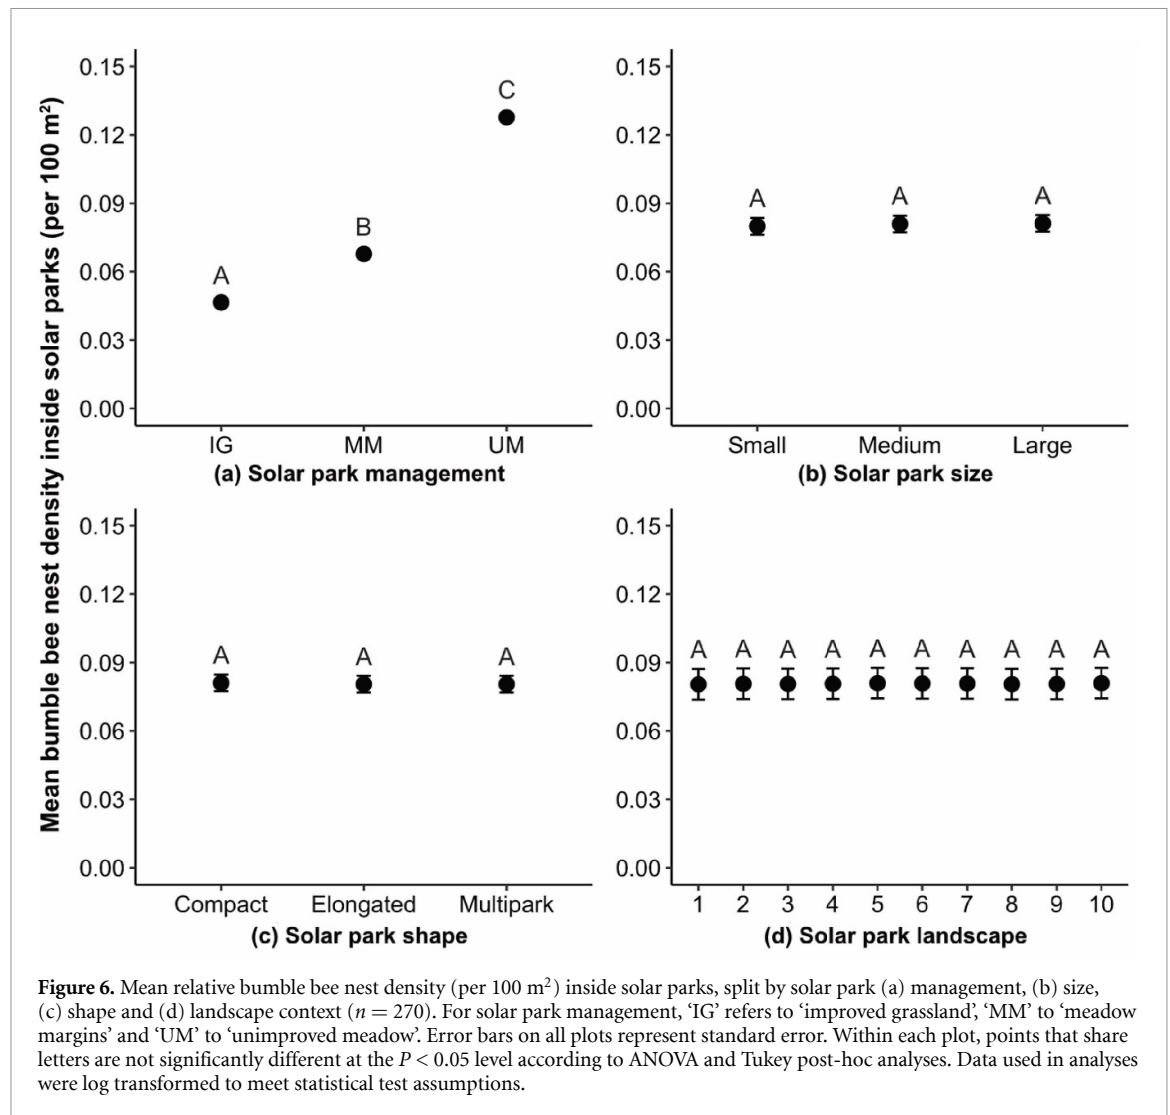 Mean bumble bee nest density inside solar parks (per 100 m²)
0.15
0.12
0.09
0.06
0.03
0.00
A
B
C
IG MM UM
(a) Solar park management
0.15
0.12
0.09
0.06
0.03
0.00
A A A
Small Medium Large
(b) Solar park size
0.15
0.12
0.09
0.06
0.03
0.00
A A A
Compact Elongated Multipark
(c) Solar park shape
0.15
0.12
0.09
0.06
0.03
0.00
A A A A A A A A A A
1 2 3 4 5 6 7 8 9 10
(d) Solar park landscape
Figure 6. Mean relative bumble bee nest density (per 100 m²) inside solar parks, split by solar park (a) management, (b) size,
(c) shape and (d) landscape context (n = 270). For solar park management, ‘IG’ refers to ‘improved grassland’, ‘MM’ to ‘meadow
margins’ and ‘UM’ to ‘unimproved meadow’. Error bars on all plots represent standard error. Within each plot, points that share
letters are not significantly different at the P < 0.05 level according to ANOVA and Tukey post-hoc analyses. Data used in analyses
were log transformed to meet statistical test assumptions.